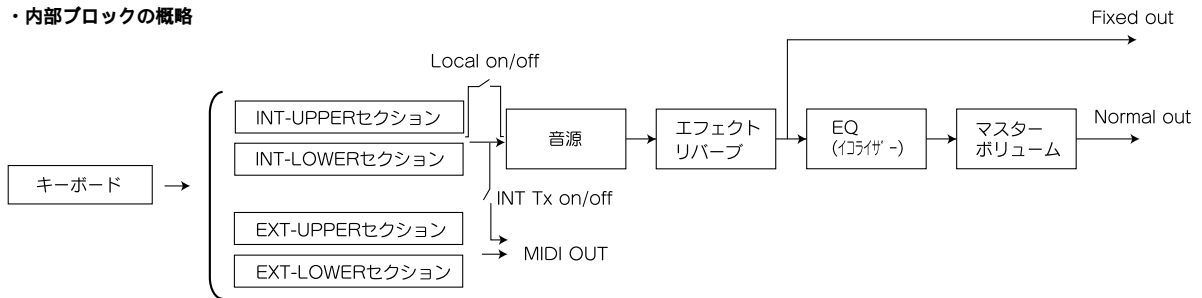 ・内部ブロックの概略
Fixed out
Local on/off
INT-UPPERセクション
INT-LOWERセクション
音源
エフェクト
リバーブ
EQ
(ｲｺﾗｲｻﾞｰ)
マスター
ボリューム
Normal out
キーボード
INT Tx on/off
EXT-UPPERセクション
EXT-LOWERセクション
MIDI OUT